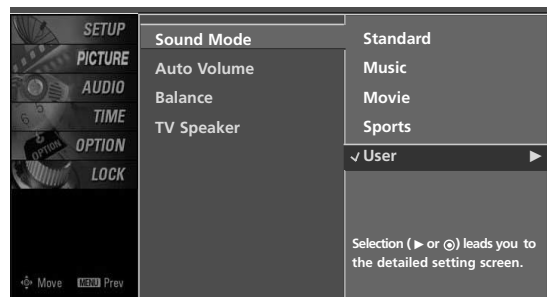 SETUP
PICTURE
AUDIO
TIME
OPTION
LOCK
Move MENU Prev
Sound Mode
Auto Volume
Balance
TV Speaker
Standard
Music
Movie
Sports
✓ User ►
Selection ( ► or ◉) leads you to
the detailed setting screen.